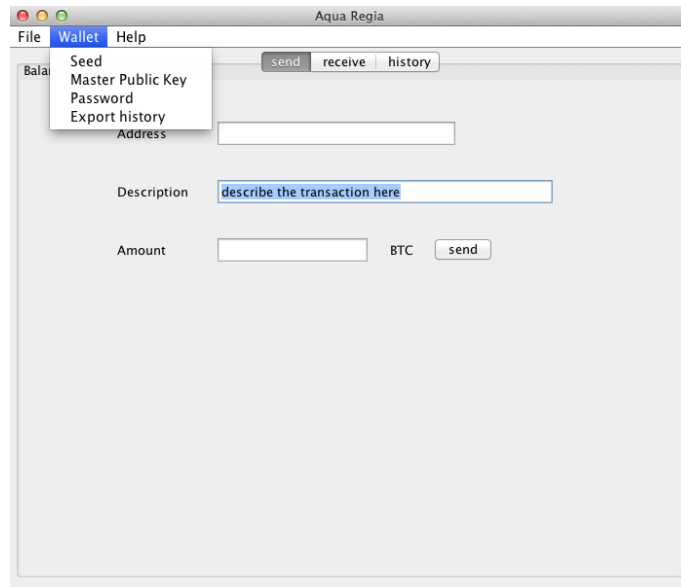 Aqua Regia
File Wallet Help
Seed
Master Public Key
Password
Export history
send receive history
Address
Description describe the transaction here
Amount BTC send